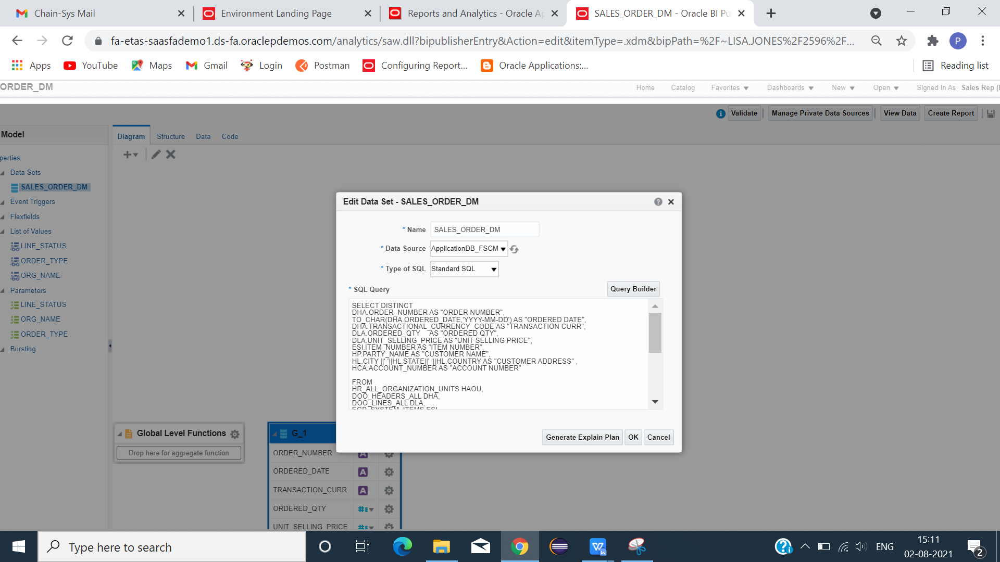 Chain-Sys Mail
Environment Landing Page
Reports and Analytics - Oracle Ap
SALES_ORDER_DM - Oracle BI Pu
fa-etas-saasfademo1.ds-fa.oraclepdemos.com/analytics/saw.dll?bipublisherEntry&Action=edit&itemType=.xdm&bipPath=%2F~LISA.JONES%2F2596%2F...
P
Apps
YouTube
Maps
Gmail
Login
Postman
Configuring Report...
Oracle Applications:...
Reading list
ORDER_DM
Home
Catalog
Favorites
Dashboards
New
Open
Signed In As
Sales Rep (
Validate
Manage Private Data Sources
View Data
Create Report
Model
Diagram
Structure
Data
Code
perties
Data Sets
SALES_ORDER_DM
Event Triggers
Flexfields
List of Values
LINE_STATUS
ORDER_TYPE
ORG_NAME
Parameters
LINE_STATUS
ORG_NAME
ORDER_TYPE
Bursting
Edit Data Set - SALES_ORDER_DM
* Name SALES_ORDER_DM
* Data Source ApplicationDB_FSCM
* Type of SQL Standard SQL
* SQL Query
Query Builder
SELECT DISTINCT
DHA.ORDER_NUMBER AS "ORDER NUMBER",
TO_CHAR(DHA.ORDERED_DATE,'YYYY-MM-DD') AS "ORDERED DATE",
DHA.TRANSACTIONAL_CURRENCY_CODE AS "TRANSACTION CURR",
DLA.ORDERED_QTY AS "ORDERED QTY",
DLA.UNIT_SELLING_PRICE AS "UNIT SELLING PRICE",
ESI.ITEM_NUMBER AS "ITEM NUMBER",
HP.PARTY_NAME AS "CUSTOMER NAME",
HL.CITY ||' '||HL.STATE||' '||HL.COUNTRY AS "CUSTOMER ADDRESS" ,
HCA.ACCOUNT_NUMBER AS "ACCOUNT NUMBER"
FROM
HR_ALL_ORGANIZATION_UNITS HAOU,
DOO_HEADERS_ALL DHA,
DOO_LINES_ALL DLA,
Generate Explain Plan
OK
Cancel
Global Level Functions
Drop here for aggregate function
G_1
ORDER_NUMBER
ORDERED_DATE
TRANSACTION_CURR
ORDERED_QTY
UNIT_SELLING_PRICE
Type here to search
ENG
15:11
02-08-2021
2